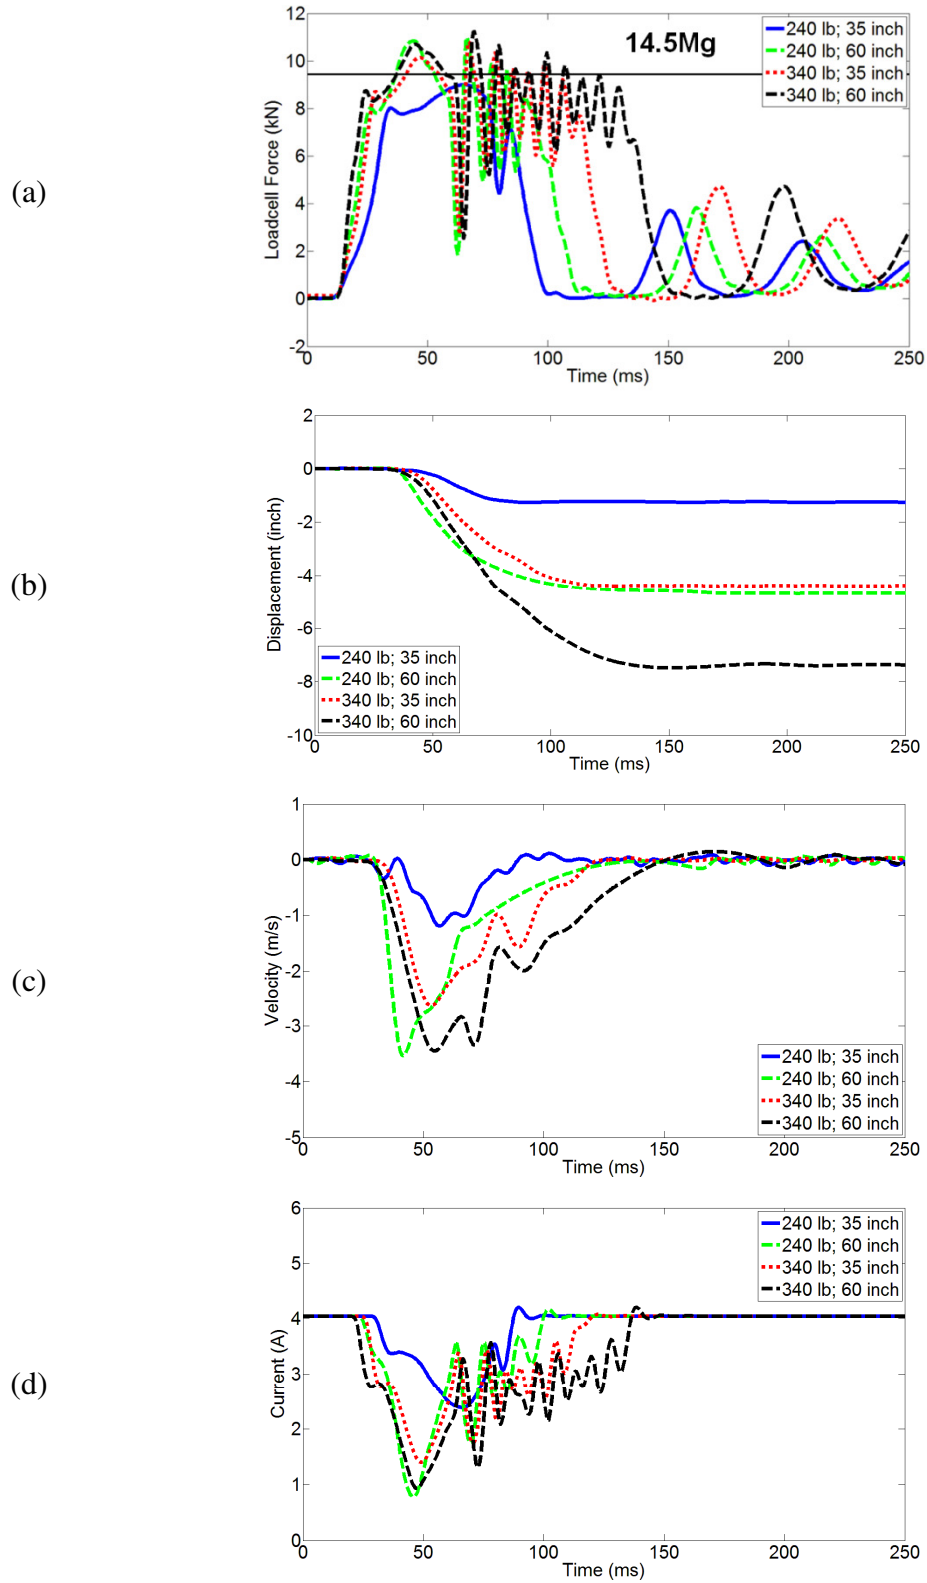 (a)
Loadcell Force (kN)
12
10
8
6
4
2
0
-2
14.5Mg
240 lb; 35 inch
240 lb; 60 inch
340 lb; 35 inch
340 lb; 60 inch
0 50 100 150 200 250
Time (ms)
(b)
Displacement (inch)
2
0
-2
-4
-6
-8
-10
240 lb; 35 inch
240 lb; 60 inch
340 lb; 35 inch
340 lb; 60 inch
0 50 100 150 200 250
Time (ms)
(c)
Velocity (m/s)
1
0
-1
-2
-3
-4
-5
240 lb; 35 inch
240 lb; 60 inch
340 lb; 35 inch
340 lb; 60 inch
0 50 100 150 200 250
Time (ms)
(d)
Current (A)
6
5
4
3
2
1
0
240 lb; 35 inch
240 lb; 60 inch
340 lb; 35 inch
340 lb; 60 inch
0 50 100 150 200 250
Time (ms)